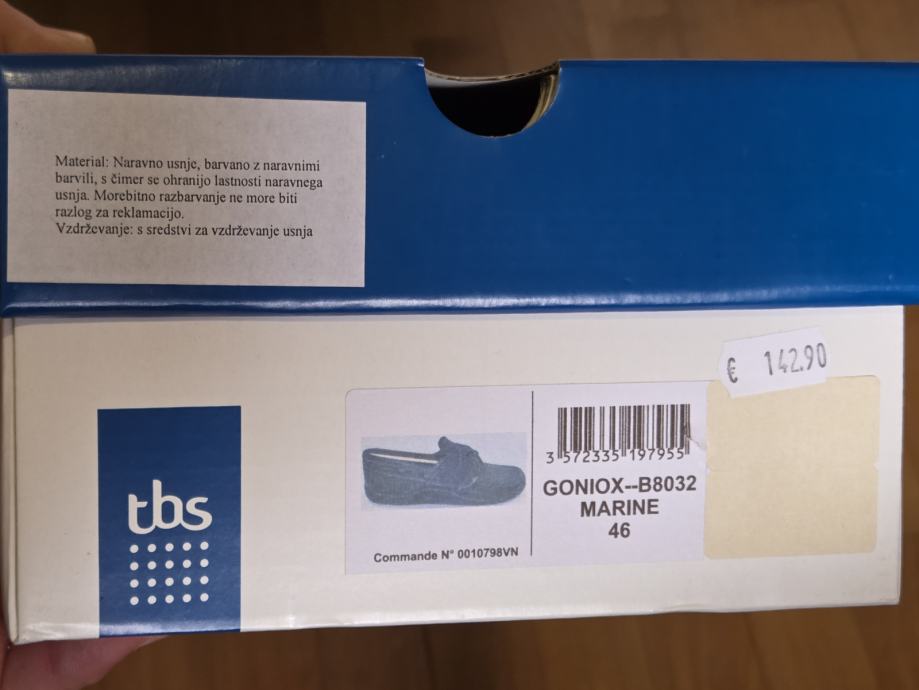 Material: Naravno usnje, barvano z naravnimi
barvili, s čimer se ohranijo lastnosti naravnega
usnja. Morebitno razbarvanje ne more biti
razlog za reklamacijo.
Vzdrževanje: s sredstvi za vzdrževanje usnja
€ 142.90
tbs
3 572335 197955
GONIOX--B8032
MARINE
46
Commande N° 0010798VN